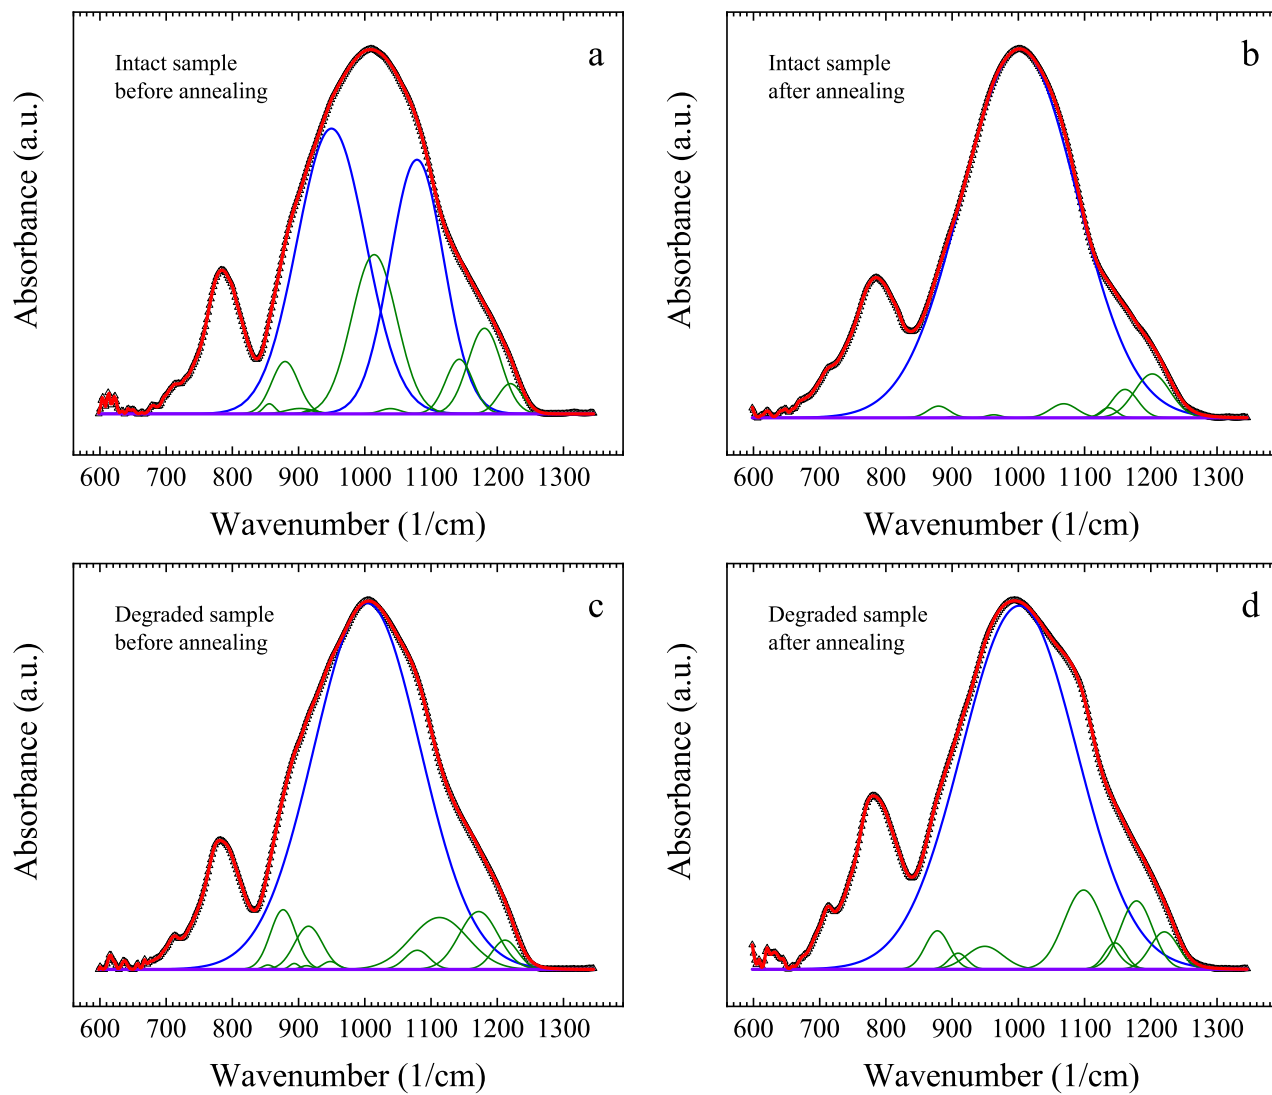 Intact sample
before annealing
a
Absorbance (a.u.)
600 700 800 900 1000 1100 1200 1300
Wavenumber (1/cm)
Intact sample
after annealing
b
Absorbance (a.u.)
600 700 800 900 1000 1100 1200 1300
Wavenumber (1/cm)
Degraded sample
before annealing
c
Absorbance (a.u.)
600 700 800 900 1000 1100 1200 1300
Wavenumber (1/cm)
Degraded sample
after annealing
d
Absorbance (a.u.)
600 700 800 900 1000 1100 1200 1300
Wavenumber (1/cm)